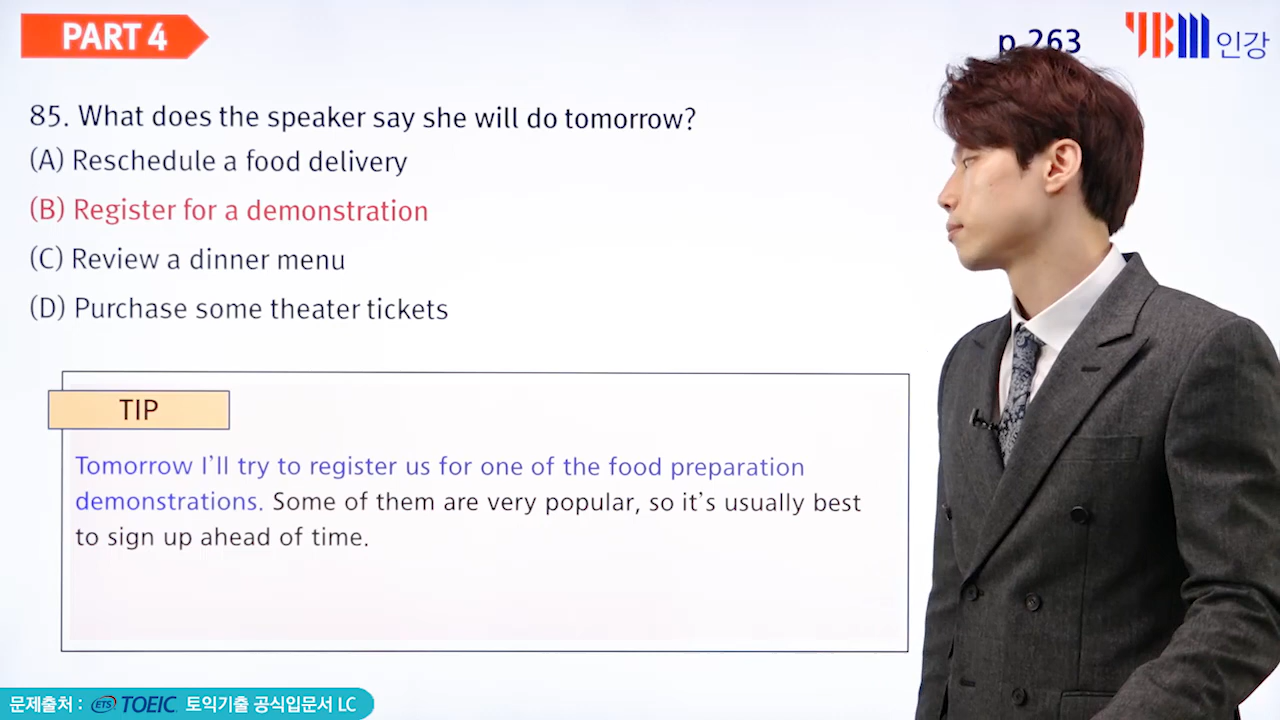 PART 4
p.263
YBM 인강
85. What does the speaker say she will do tomorrow?
(A) Reschedule a food delivery
(B) Register for a demonstration
(C) Review a dinner menu
(D) Purchase some theater tickets
TIP
Tomorrow I'll try to register us for one of the food preparation
demonstrations. Some of them are very popular, so it's usually best
to sign up ahead of time.
문제출처 : ETS TOEIC 토익기출 공식입문서 LC